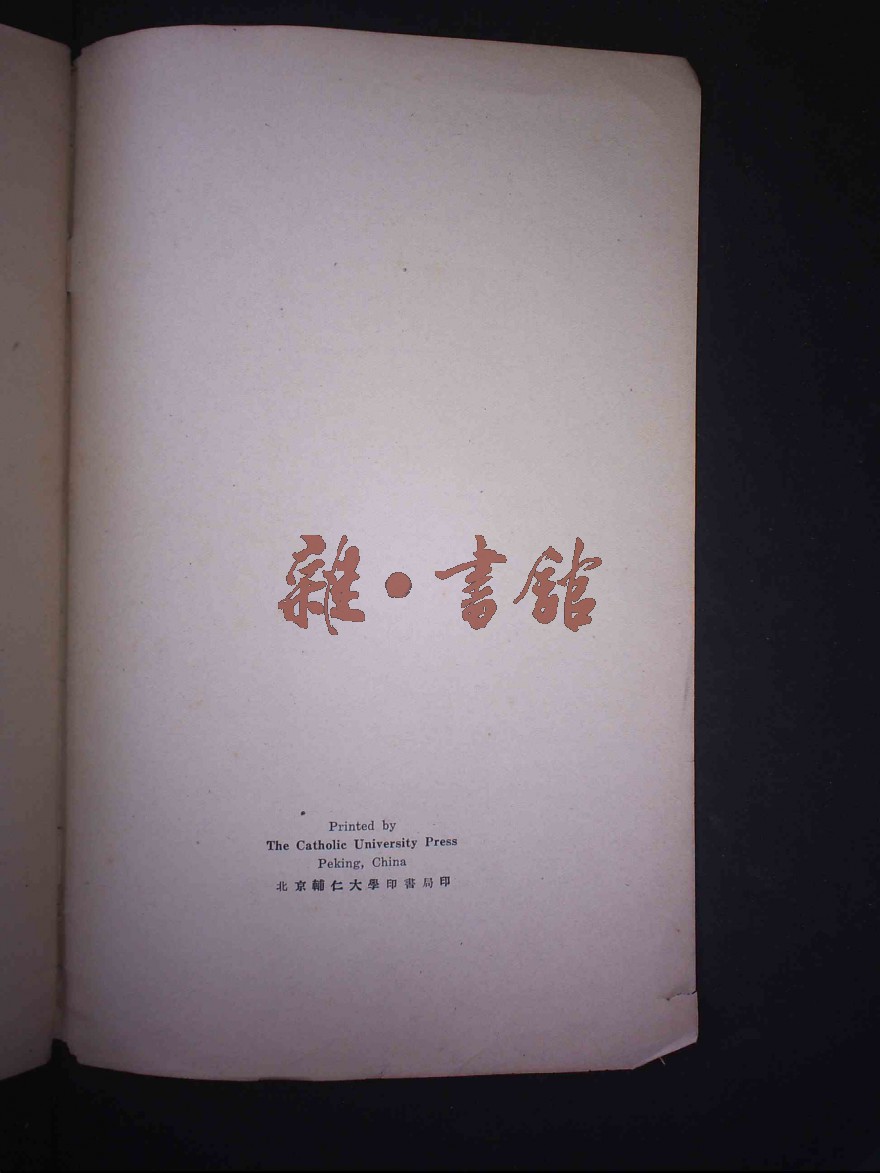 雜·書館
Printed by
The Catholic University Press
Peking, China
北京輔仁大學印書局印